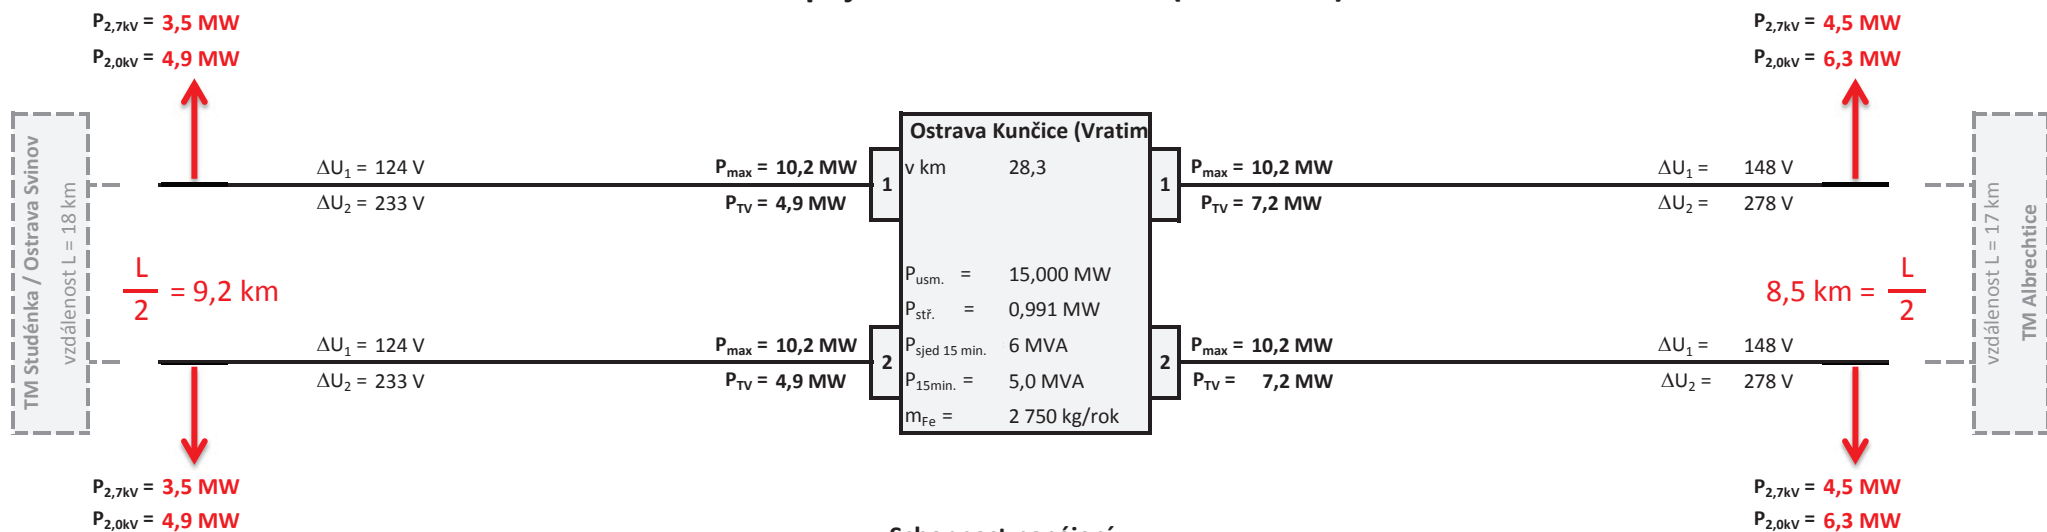 P2,7kV = 3,5 MW
P2,0kV = 4,9 MW
P2,7kV = 4,5 MW
P2,0kV = 6,3 MW
TM Studénka / Ostrava Svinov
vzdálenost L = 18 km
L
2
= 9,2 km
ΔU1 = 124 V
ΔU2 = 233 V
Pmax = 10,2 MW
PTV = 4,9 MW
1
ΔU1 = 124 V
ΔU2 = 233 V
Pmax = 10,2 MW
PTV = 4,9 MW
2
Ostrava Kunčice (Vratim
v km 28,3
Pusm. = 15,000 MW
Pstř. = 0,991 MW
Psjed 15 min. 6 MVA
P15min. = 5,0 MVA
mFe = 2 750 kg/rok
1
Pmax = 10,2 MW
PTV = 7,2 MW
ΔU1 = 148 V
ΔU2 = 278 V
2
Pmax = 10,2 MW
PTV = 7,2 MW
ΔU1 = 148 V
ΔU2 = 278 V
8,5 km =
L
2
vzdálenost L = 17 km
TM Albrechtice
P2,7kV = 3,5 MW
P2,0kV = 4,9 MW
P2,7kV = 4,5 MW
P2,0kV = 6,3 MW